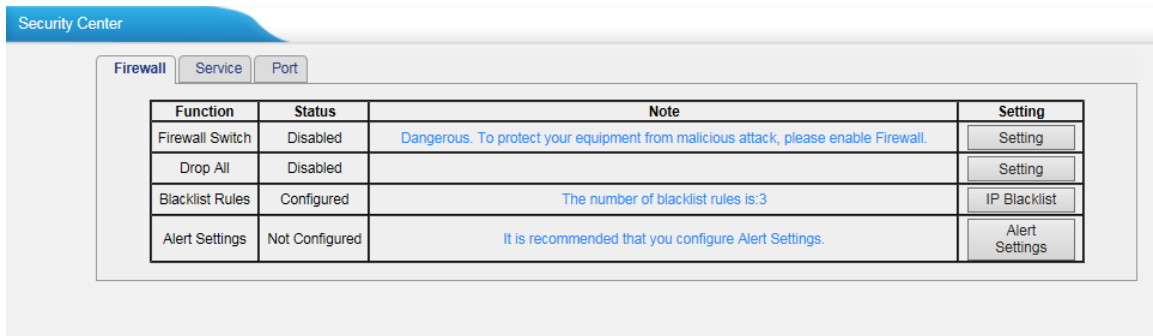 Security Center
Firewall Service Port
Function Status Note Setting
Firewall Switch Disabled Dangerous. To protect your equipment from malicious attack, please enable Firewall. Setting
Drop All Disabled Setting
Blacklist Rules Configured The number of blacklist rules is:3 IP Blacklist
Alert Settings Not Configured It is recommended that you configure Alert Settings. Alert
Settings